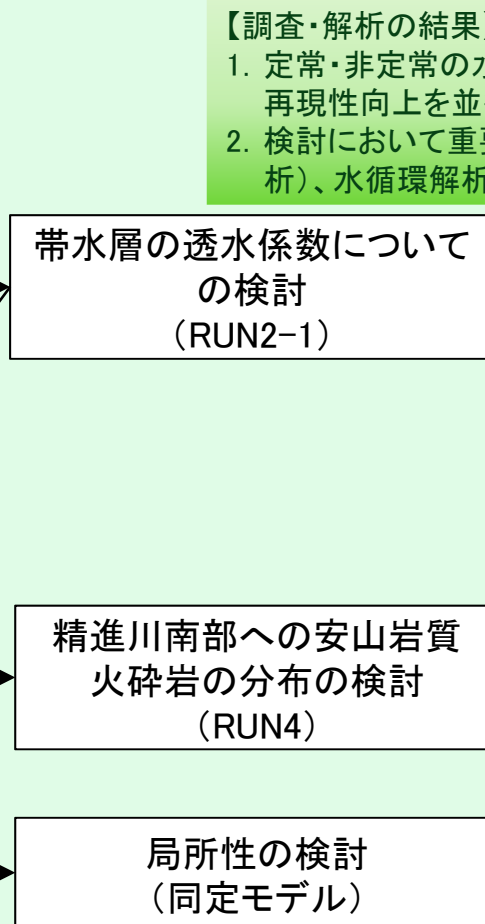 【調査・解析の結果】
1. 定常・非定常の
再現性向上を並
2. 検討において重
析)、水循環解析
帯水層の透水係数について
の検討
(RUN2-1)
精進川南部への安山岩質
火砕岩の分布の検討
(RUN4)
局所性の検討
(同定モデル)